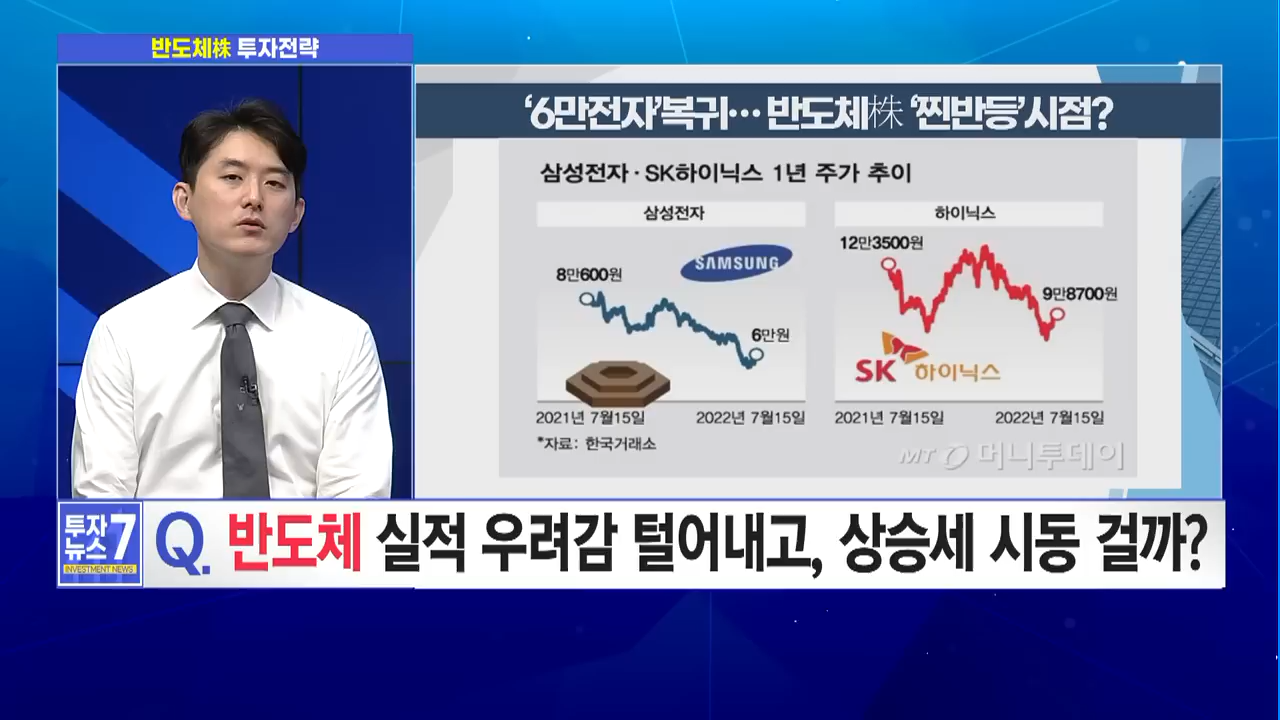 반도체株 투자전략
‘6만전자’복귀… 반도체株 ‘찐반등’시점?
삼성전자·SK하이닉스 1년 주가 추이
삼성전자
SAMSUNG
8만600원
6만원
2021년 7월15일 2022년 7월15일
하이닉스
12만3500원
9만8700원
SK 하이닉스
2021년 7월15일 2022년 7월15일
*자료: 한국거래소
MT 머니투데이
투자
뉴스 7
INVESTMENT NEWS
Q. 반도체 실적 우려감 털어내고, 상승세 시동 걸까?